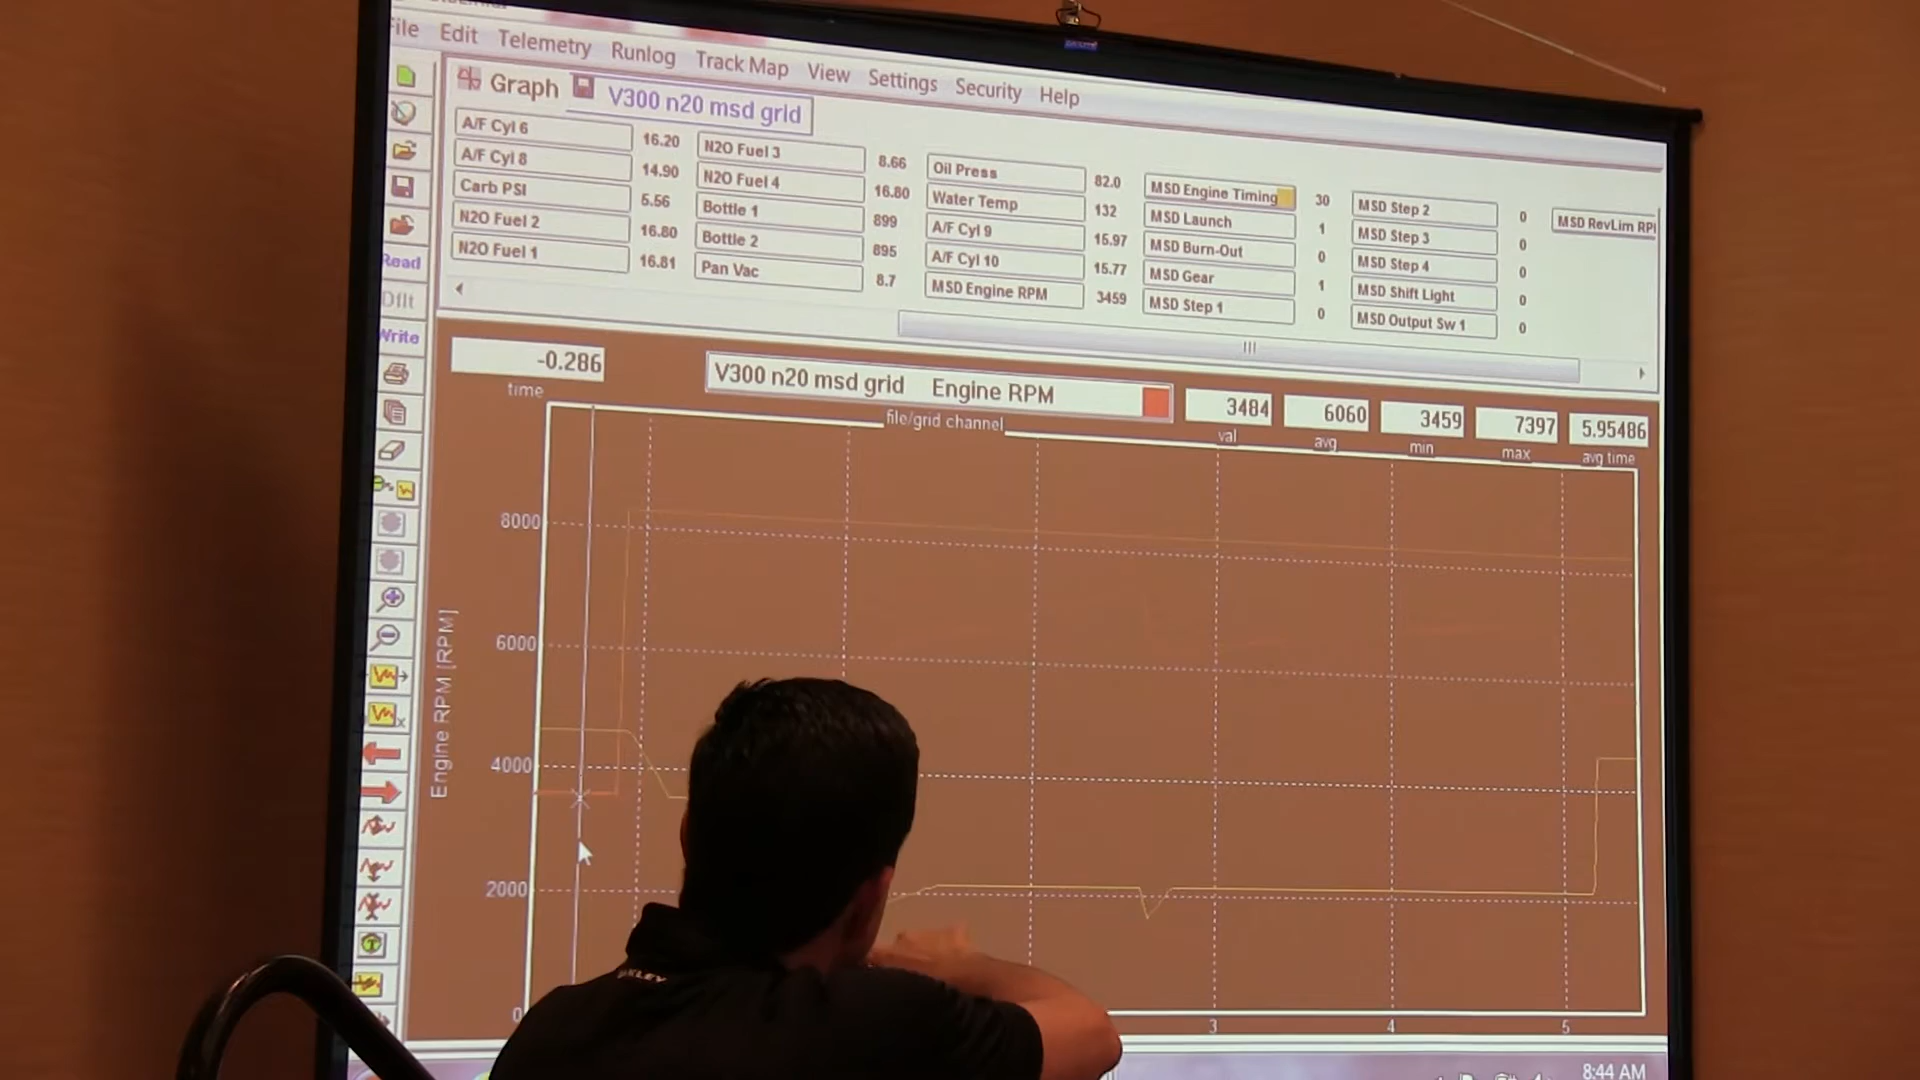 File Edit Telemetry Runlog Track Map View Settings Security Help
Graph
V300 n20 msd grid
A/F Cyl 6 16.20
A/F Cyl 8 14.90
Carb PSI 5.56
N2O Fuel 2 16.80
N2O Fuel 1 16.81
N2O Fuel 3 8.66
N2O Fuel 4 16.80
Bottle 1 899
Bottle 2 895
Pan Vac 8.7
Oil Press 82.0
Water Temp 132
A/F Cyl 9 15.97
A/F Cyl 10 15.77
MSD Engine RPM 3459
MSD Engine Timing 30
MSD Launch 1
MSD Burn-Out 0
MSD Gear 1
MSD Step 1 0
MSD Step 2 0
MSD Step 3 0
MSD Step 4 0
MSD Shift Light 0
MSD Output Sw 1 0
MSD RevLim RP
Read
Dflt
Write
-0.286
time
V300 n20 msd grid Engine RPM
file/grid channel
3484 6060 3459 7397 5.95486
val avg min max avg time
Engine RPM [RPM]
8000
6000
4000
2000
0
3 4 5
8:44 AM